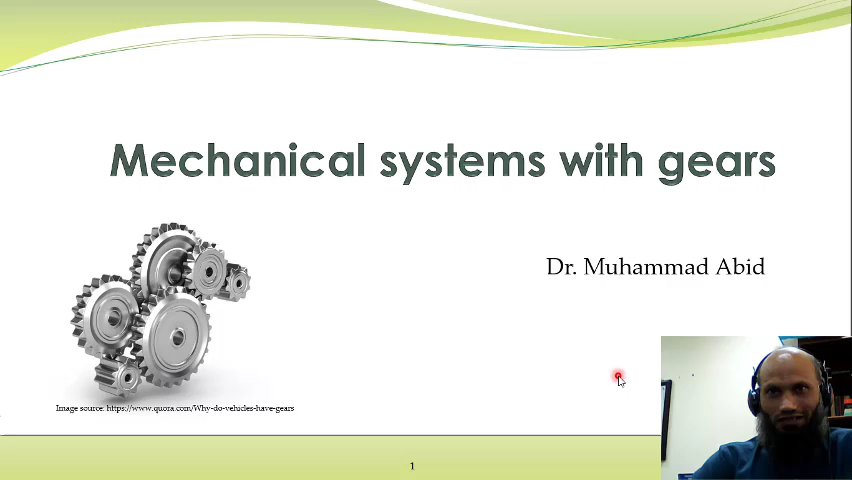 Mechanical systems with gears
Dr. Muhammad Abid
Image source: https://www.quora.com/Why-do-vehicles-have-gears
1